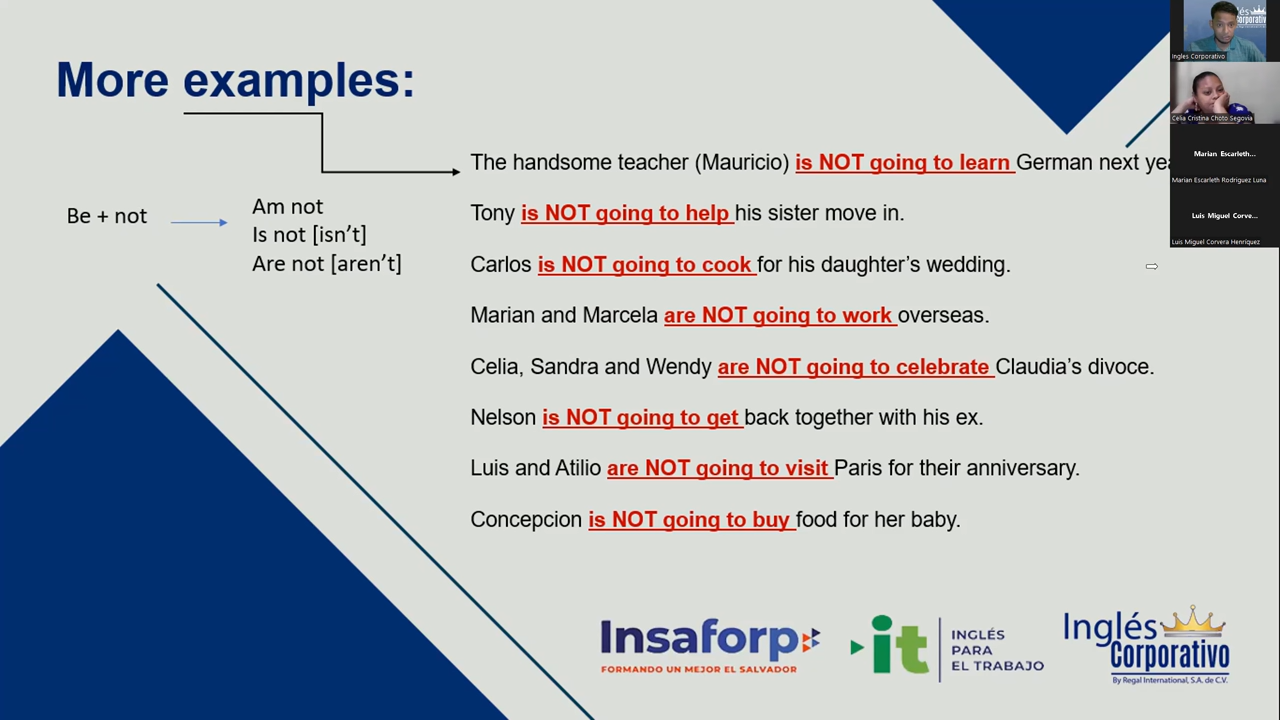 More examples:
Be + not
Am not
Is not [isn’t]
Are not [aren’t]
The handsome teacher (Mauricio) is NOT going to learn German next yea
Tony is NOT going to help his sister move in.
Carlos is NOT going to cook for his daughter’s wedding.
Marian and Marcela are NOT going to work overseas.
Celia, Sandra and Wendy are NOT going to celebrate Claudia’s divoce.
Nelson is NOT going to get back together with his ex.
Luis and Atilio are NOT going to visit Paris for their anniversary.
Concepcion is NOT going to buy food for her baby.
Insaforp
FORMANDO UN MEJOR EL SALVADOR
it
INGLÉS
PARA
EL TRABAJO
Inglés
Corporativo
By Regal International, S.A. de C.V.
Ingles Corporativo
Celia Cristina Choto Segovia
Marian Escarleth...
Marian Escarleth Rodriguez Luna
Luis Miguel Corve...
Luis Miguel Corvera Henríquez